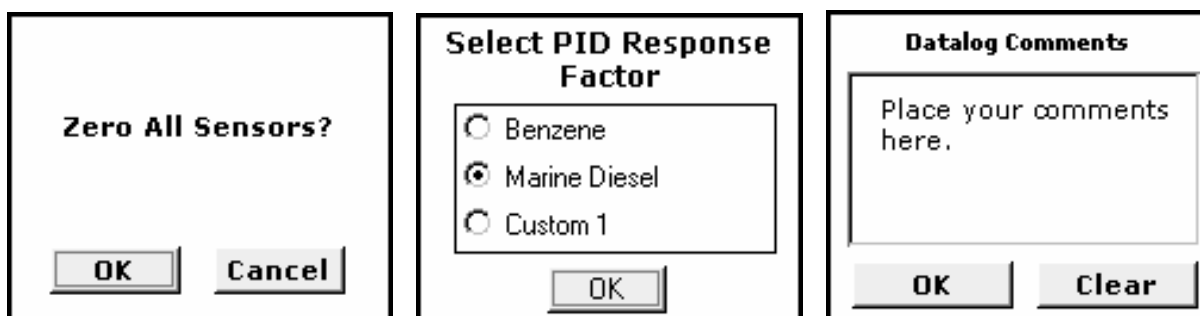 Zero All Sensors?
OK
Cancel
Select PID Response
Factor
Benzene
Marine Diesel
Custom 1
OK
Datalog Comments
Place your comments
here.
OK
Clear